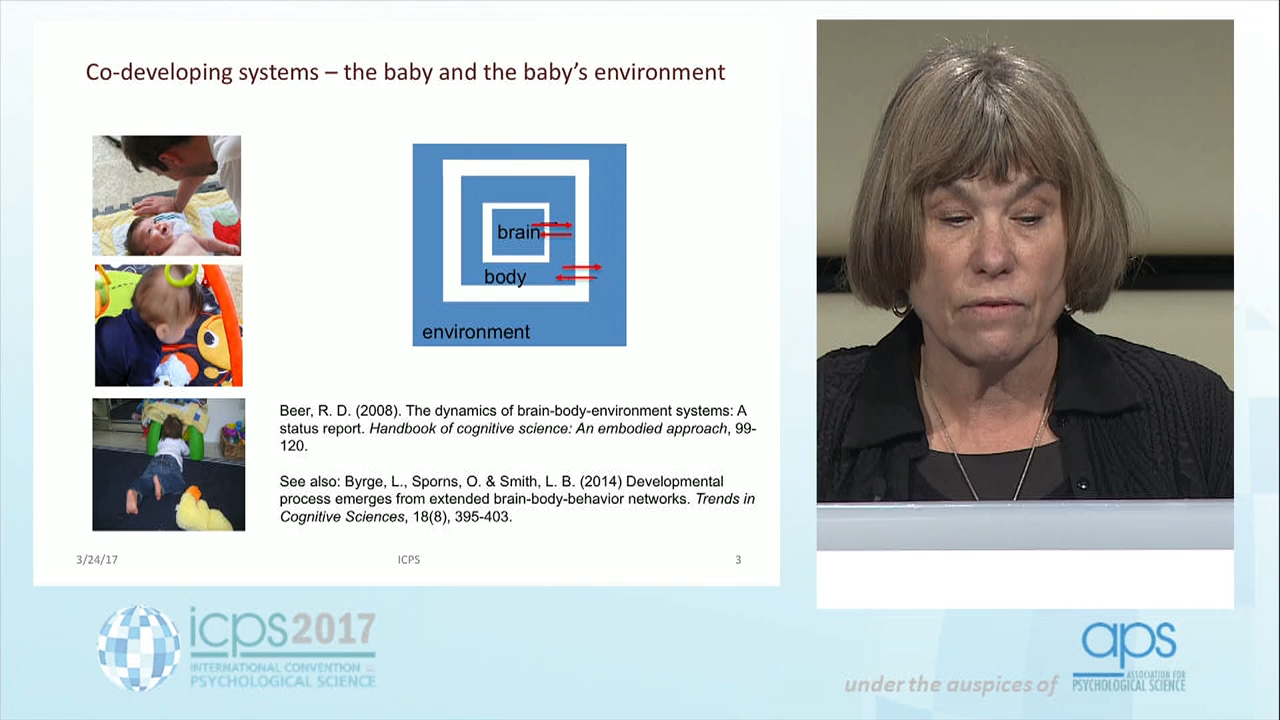 Co-developing systems – the baby and the baby's environment
brain
body
environment
Beer, R. D. (2008). The dynamics of brain-body-environment systems: A
status report. Handbook of cognitive science: An embodied approach, 99-
120.
See also: Byrge, L., Sporns, O. & Smith, L. B. (2014) Developmental
process emerges from extended brain-body-behavior networks. Trends in
Cognitive Sciences, 18(8), 395-403.
3/24/17
ICPS
3
icps2017
INTERNATIONAL CONVENTION
PSYCHOLOGICAL SCIENCE
under the auspices of
aps
ASSOCIATION FOR
PSYCHOLOGICAL SCIENCE